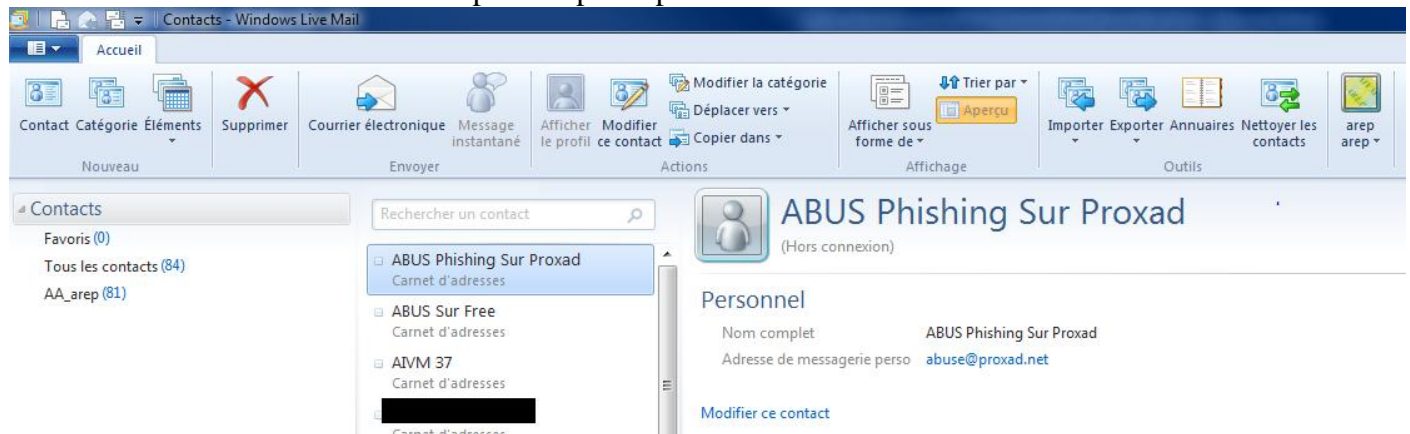 Contacts - Windows Live Mail
Accueil
Contact Catégorie Éléments
Nouveau
Supprimer
Courrier électronique Message instantané
Envoyer
Afficher le profil
Modifier ce contact
Modifier la catégorie
Déplacer vers
Copier dans
Actions
Afficher sous forme de
Trier par
Aperçu
Affichage
Importer Exporter Annuaires Nettoyer les contacts
Outils
arep
arep
Contacts
Favoris (0)
Tous les contacts (84)
AA_arep (81)
Rechercher un contact
ABUS Phishing Sur Proxad
Carnet d'adresses
ABUS Sur Free
Carnet d'adresses
AIVM 37
Carnet d'adresses
Carnet d'adresses
ABUS Phishing Sur Proxad
(Hors connexion)
Personnel
Nom complet ABUS Phishing Sur Proxad
Adresse de messagerie perso abuse@proxad.net
Modifier ce contact